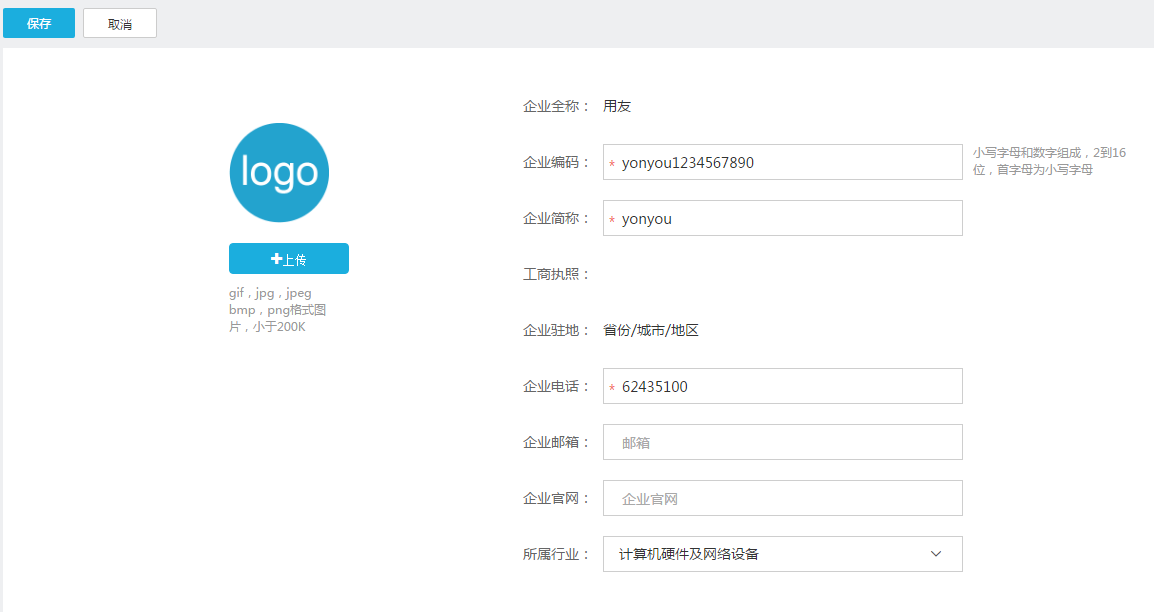 保存 取消
logo
✚上传
gif，jpg，jpeg
bmp，png格式图
片，小于200K
企业全称： 用友
企业编码： * yonyou1234567890
小写字母和数字组成，2到16
位，首字母为小写字母
企业简称： * yonyou
工商执照：
企业驻地： 省份/城市/地区
企业电话： * 62435100
企业邮箱： 邮箱
企业官网： 企业官网
所属行业： 计算机硬件及网络设备